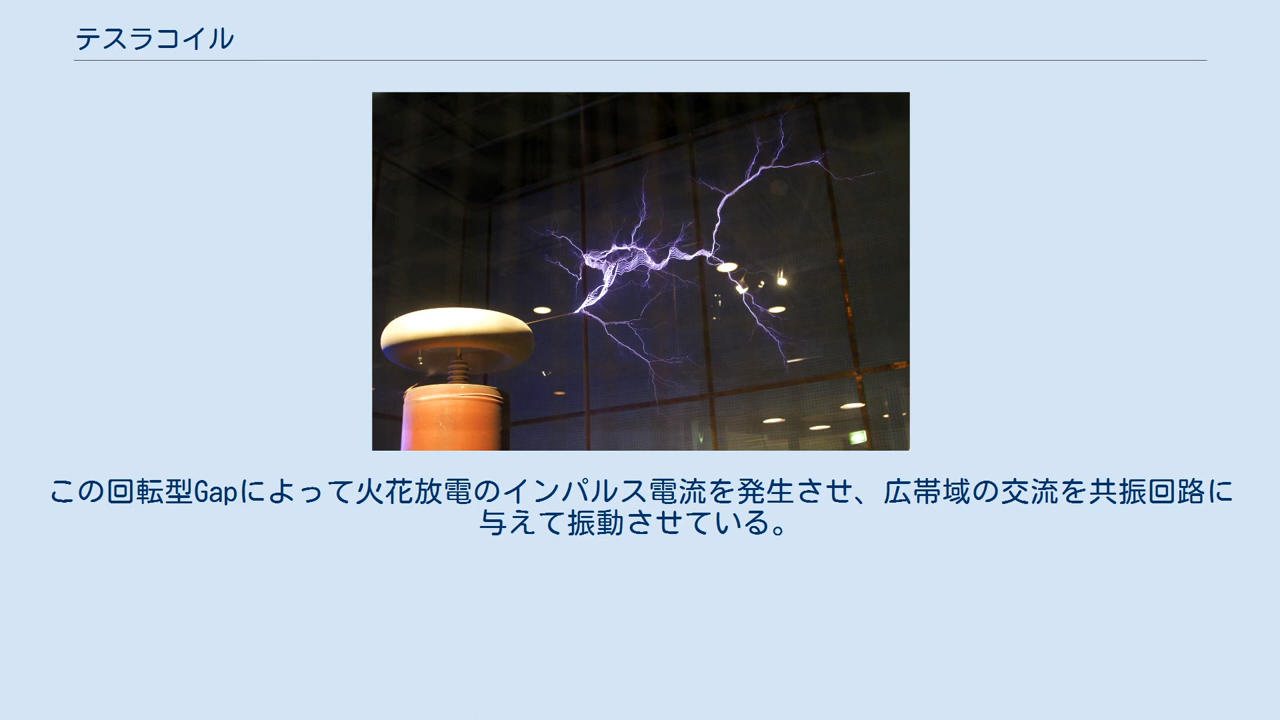 テスラコイル
この回転型Gapによって火花放電のインパルス電流を発生させ、広帯域の交流を共振回路に
与えて振動させている。